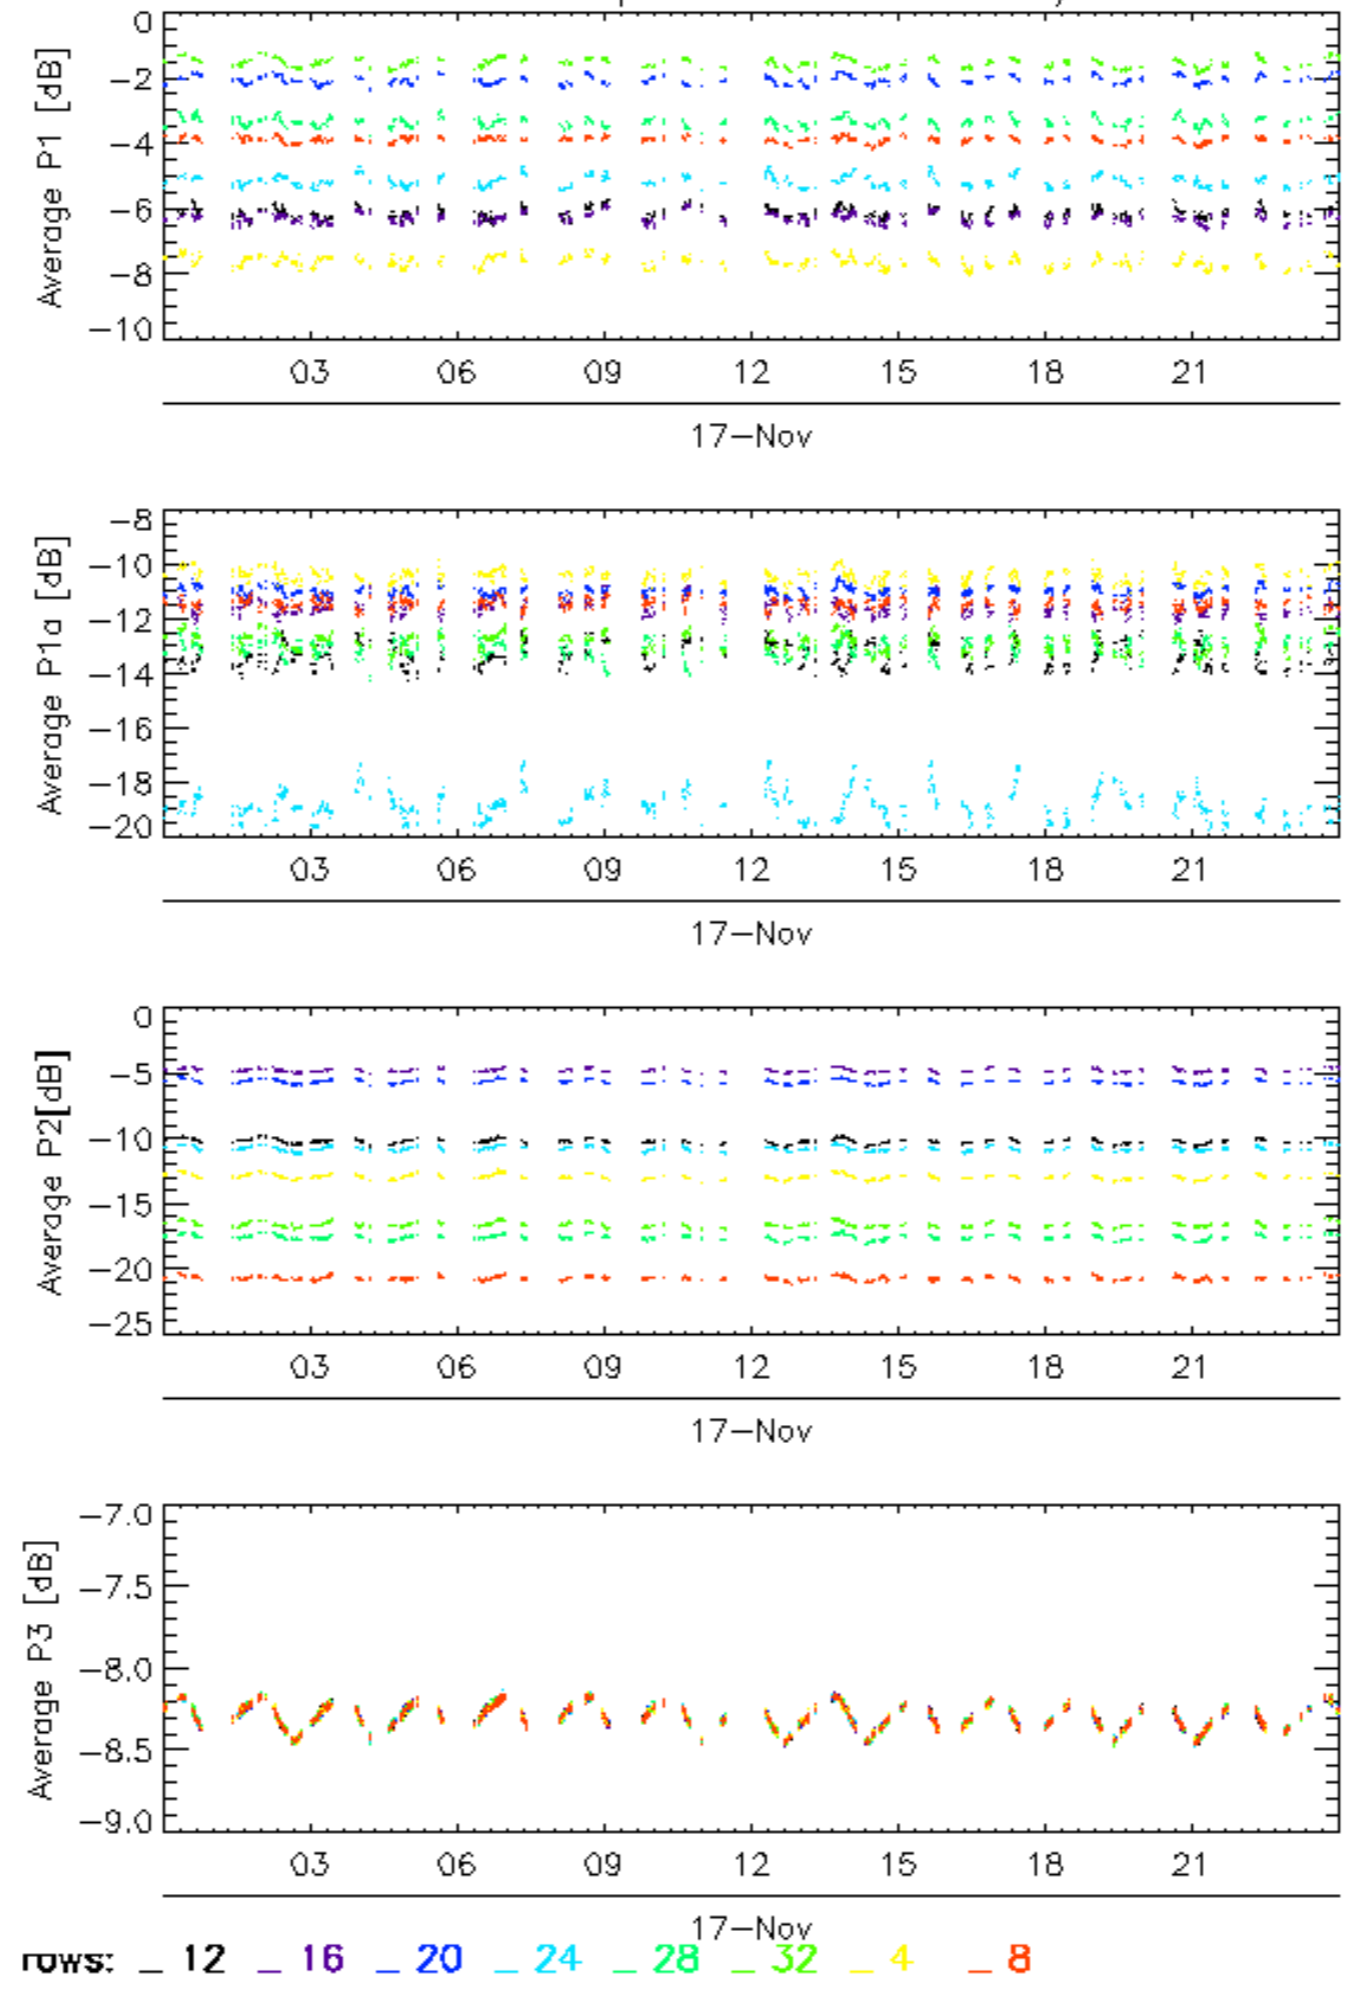 Average P1 [dB]
0
−2
−4
−6
−8
−10
03 06 09 12 15 18 21
17−Nov
Average P1a [dB]
−8
−10
−12
−14
−16
−18
−20
03 06 09 12 15 18 21
17−Nov
Average P2[dB]
0
−5
−10
−15
−20
−25
03 06 09 12 15 18 21
17−Nov
Average P3 [dB]
−7.0
−7.5
−8.0
−8.5
−9.0
03 06 09 12 15 18 21
17−Nov
rows: _ 12 _ 16 _ 20 _ 24 _ 28 _ 32 _ 4 _ 8